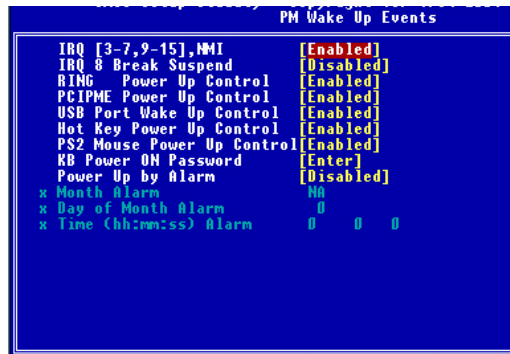 PM Wake Up Events
IRQ [3-7,9-15],NMI [Enabled]
IRQ 8 Break Suspend [Disabled]
RING Power Up Control [Enabled]
PCIPME Power Up Control [Enabled]
USB Port Wake Up Control [Enabled]
Hot Key Power Up Control [Enabled]
PS2 Mouse Power Up Control[Enabled]
KB Power ON Password [Enter]
Power Up by Alarm [Disabled]
x Month Alarm NA
x Day of Month Alarm 0
x Time (hh:mm:ss) Alarm 0 0 0